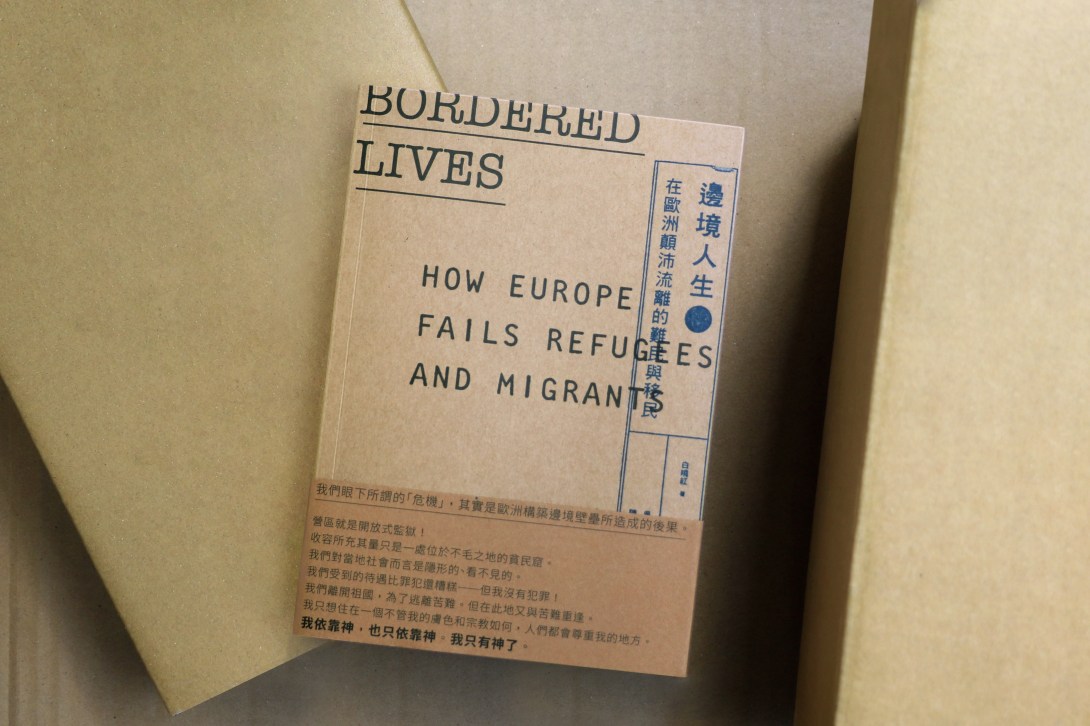 BORDERED
LIVES
HOW EUROPE
FAILS REFUGEES
AND MIGRANTS
邊境人生
在歐洲顛沛流離的難民與移民
白曉紅 著
我們眼下所謂的「危機」，其實是歐洲構築邊境壁壘所造成的後果。
營區就是開放式監獄！
收容所充其量只是一處位於不毛之地的貧民窟。
我們對當地社會而言是隱形的、看不見的。
我們受到的待遇比罪犯還糟糕——但我沒有犯罪！
我們離開祖國，為了逃離苦難，但在此地又與苦難重逢。
我只想住在一個不管我的膚色和宗教如何，人們都會尊重我的地方。
我依靠神，也只依靠神。我只有神了。